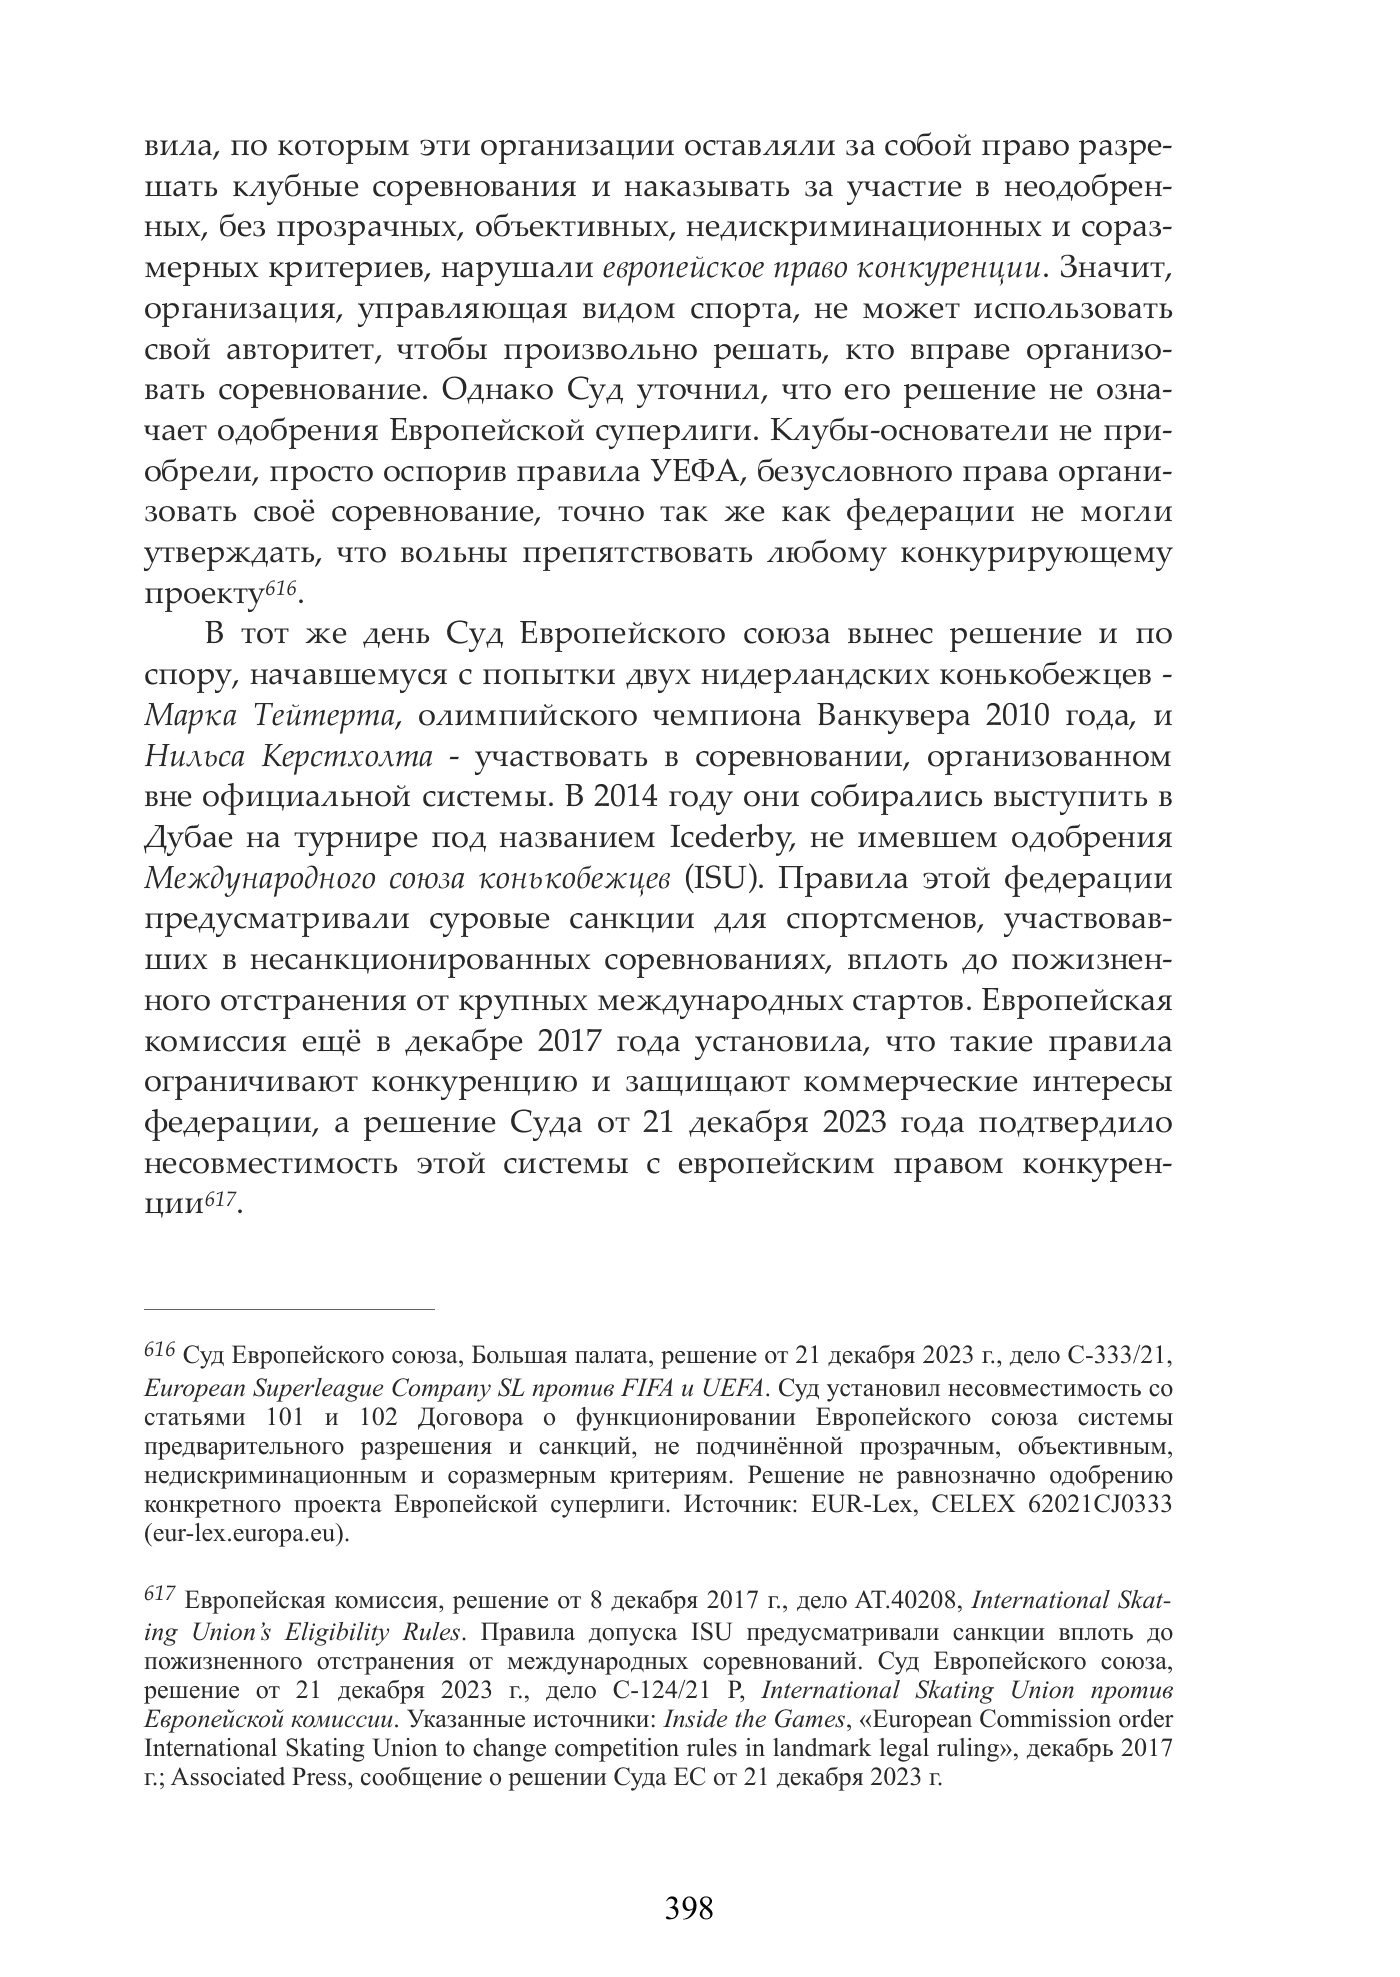 вила, по которым эти организации оставляли за собой право разре-
шать клубные соревнования и наказывать за участие в неодобрен-
ных, без прозрачных, объективных, недискриминационных и сораз-
мерных критериев, нарушали европейское право конкуренции. Значит,
организация, управляющая видом спорта, не может использовать
свой авторитет, чтобы произвольно решать, кто вправе организо-
вать соревнование. Однако Суд уточнил, что его решение не озна-
чает одобрения Европейской суперлиги. Клубы-основатели не при-
обрели, просто оспорив правила УЕФА, безусловного права органи-
зовать своё соревнование, точно так же как федерации не могли
утверждать, что вольны препятствовать любому конкурирующему
проекту616.
В тот же день Суд Европейского союза вынес решение и по
спору, начавшемуся с попытки двух нидерландских конькобежцев -
Марка Тейтерта, олимпийского чемпиона Ванкувера 2010 года, и
Нильса Керстхолта - участвовать в соревновании, организованном
вне официальной системы. В 2014 году они собирались выступить в
Дубае на турнире под названием Icederby, не имевшем одобрения
Международного союза конькобежцев (ISU). Правила этой федерации
предусматривали суровые санкции для спортсменов, участвовав-
ших в несанкционированных соревнованиях, вплоть до пожизнен-
ного отстранения от крупных международных стартов. Европейская
комиссия ещё в декабре 2017 года установила, что такие правила
ограничивают конкуренцию и защищают коммерческие интересы
федерации, а решение Суда от 21 декабря 2023 года подтвердило
несовместимость этой системы с европейским правом конкурен-
ции617.
616 Суд Европейского союза, Большая палата, решение от 21 декабря 2023 г., дело C-333/21,
European Superleague Company SL против FIFA и UEFA. Суд установил несовместимость со
статьями 101 и 102 Договора о функционировании Европейского союза системы
предварительного разрешения и санкций, не подчинённой прозрачным, объективным,
недискриминационным и соразмерным критериям. Решение не равнозначно одобрению
конкретного проекта Европейской суперлиги. Источник: EUR-Lex, CELEX 62021CJ0333
(eur-lex.europa.eu).
617 Европейская комиссия, решение от 8 декабря 2017 г., дело AT.40208, International Skat-
ing Union’s Eligibility Rules. Правила допуска ISU предусматривали санкции вплоть до
пожизненного отстранения от международных соревнований. Суд Европейского союза,
решение от 21 декабря 2023 г., дело C-124/21 P, International Skating Union против
Европейской комиссии. Указанные источники: Inside the Games, «European Commission order
International Skating Union to change competition rules in landmark legal ruling», декабрь 2017
г.; Associated Press, сообщение о решении Суда ЕС от 21 декабря 2023 г.
398